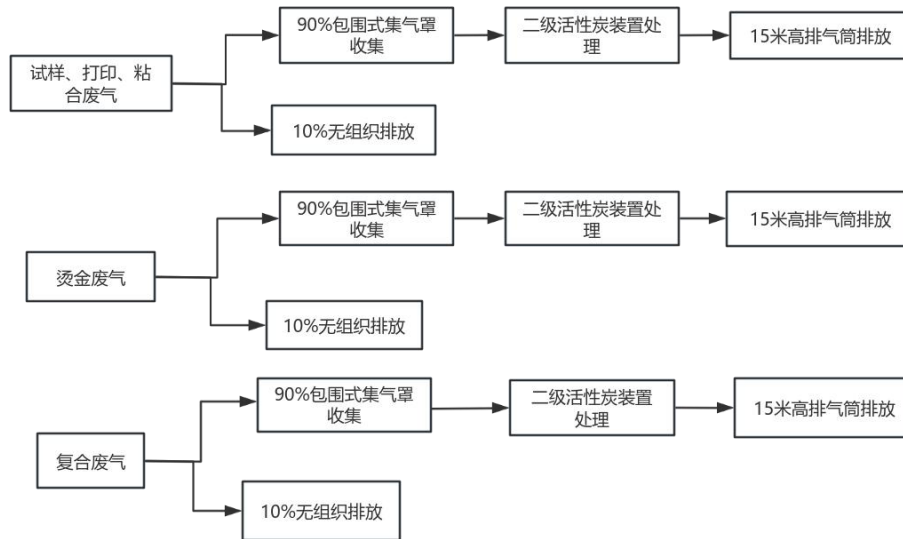 90%包围式集气罩
收集
二级活性炭装置处
理
15米高排气筒排放
试样、打印、粘
合废气
10%无组织排放
90%包围式集气罩
收集
二级活性炭装置处
理
15米高排气筒排放
烫金废气
10%无组织排放
90%包围式集气罩
收集
二级活性炭装置
处理
15米高排气筒排放
复合废气
10%无组织排放